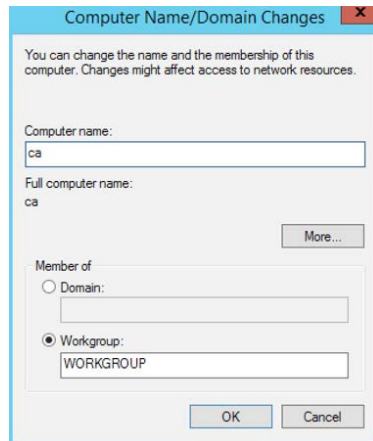 Computer Name/Domain Changes
x
You can change the name and the membership of this
computer. Changes might affect access to network resources.
Computer name:
ca
Full computer name:
ca
More...
Member of
Domain:
Workgroup:
WORKGROUP
OK
Cancel